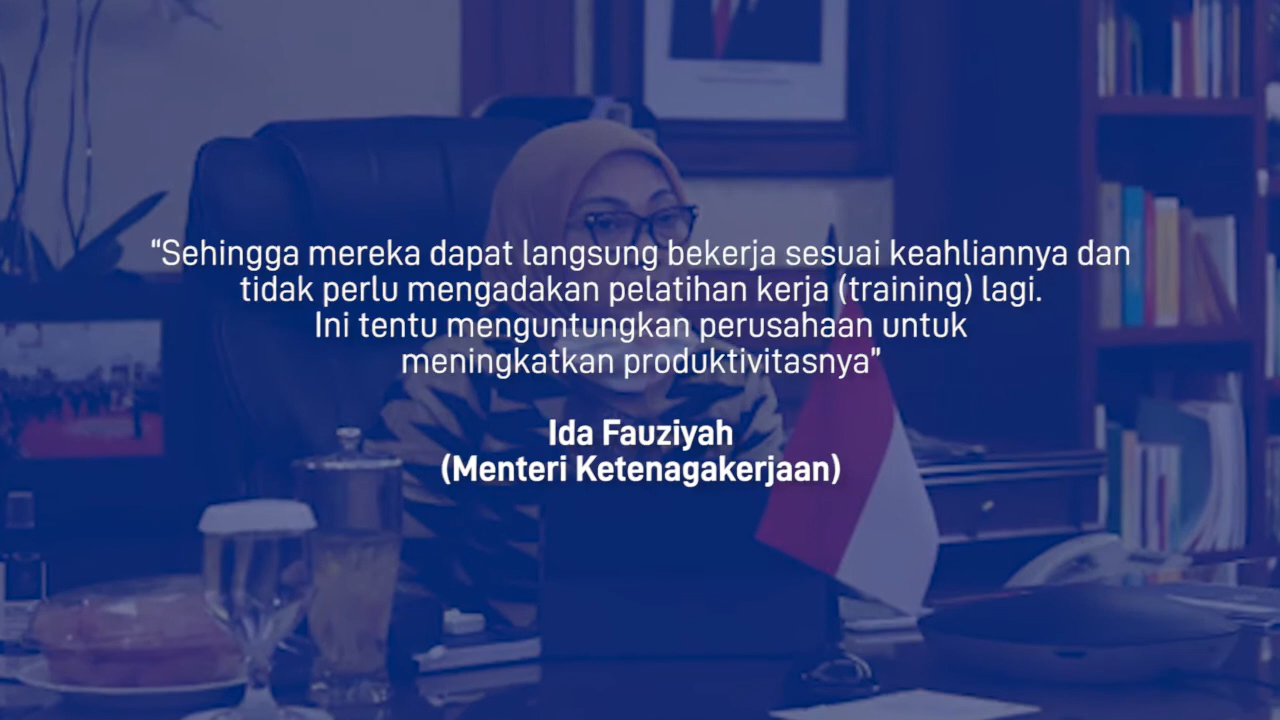 “Sehingga mereka dapat langsung bekerja sesuai keahliannya dan
tidak perlu mengadakan pelatihan kerja (training) lagi.
Ini tentu menguntungkan perusahaan untuk
meningkatkan produktivitasnya”
Ida Fauziyah
(Menteri Ketenagakerjaan)